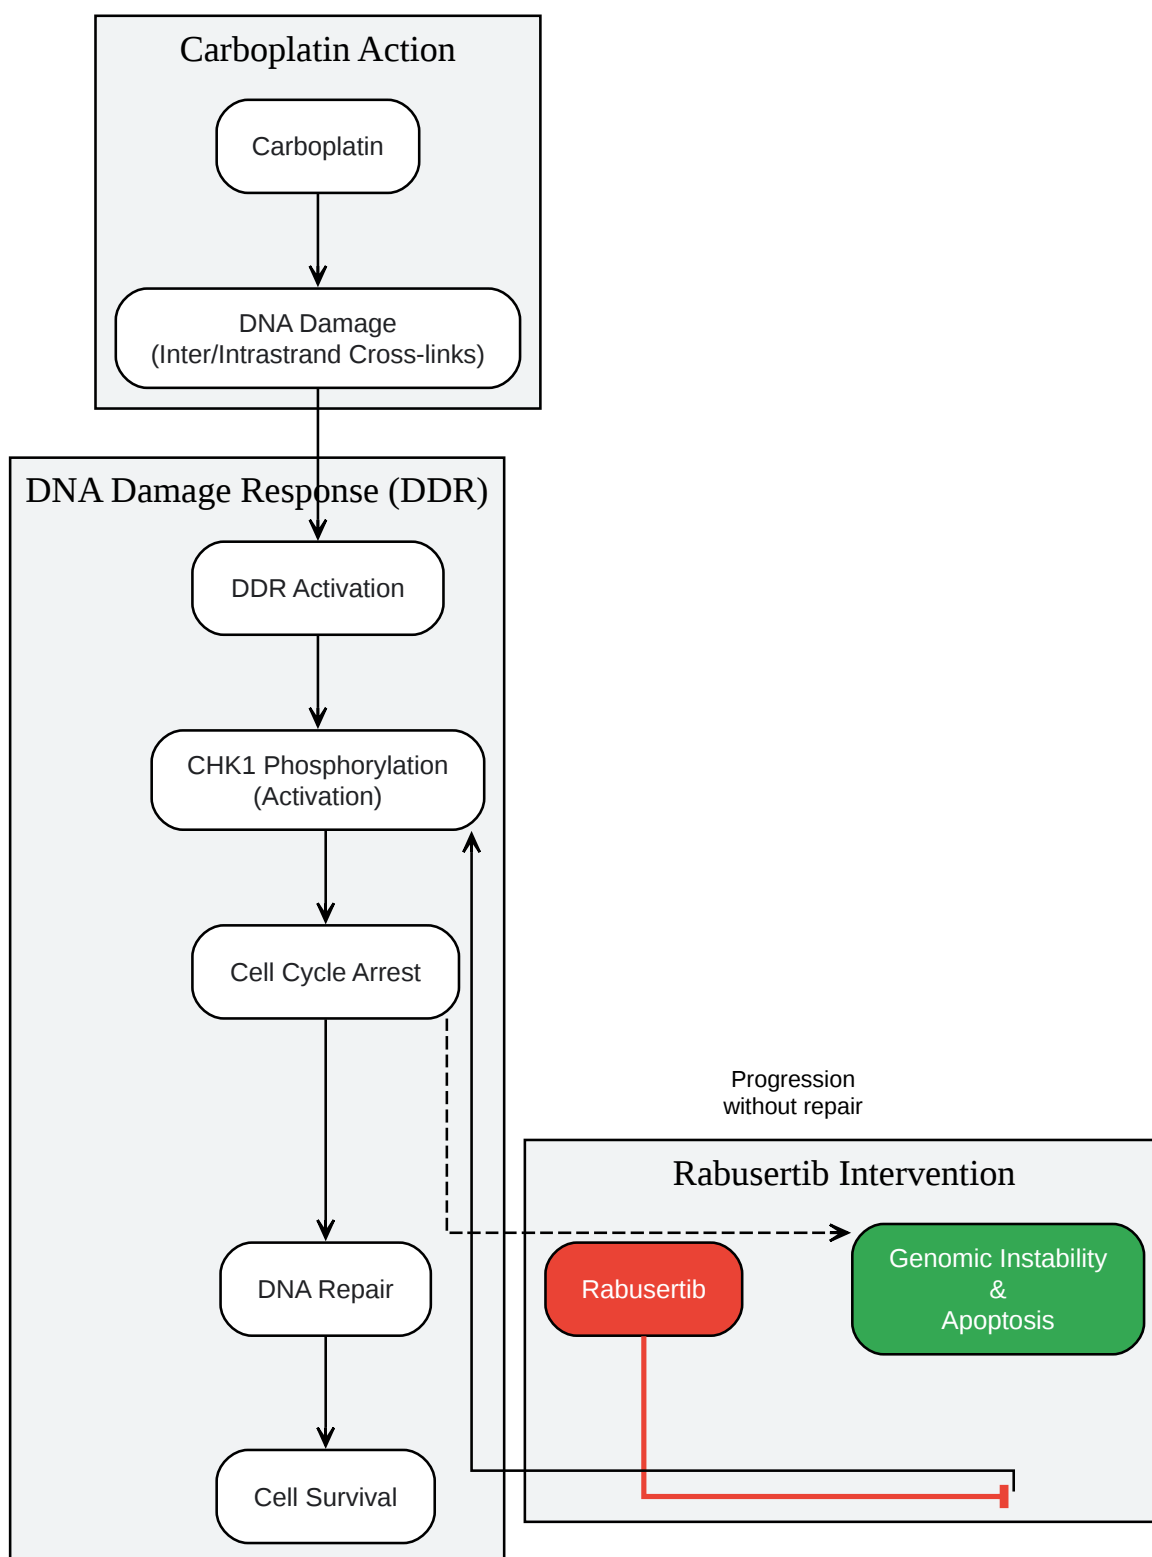 Carboplatin Action
Carboplatin
DNA Damage
(Inter/Intrastrand Cross-links)
DNA Damage Response (DDR)
DDR Activation
CHK1 Phosphorylation
(Activation)
Cell Cycle Arrest
Progression
without repair
Rabusertib Intervention
DNA Repair
Rabusertib
Genomic Instability
&
Apoptosis
Cell Survival